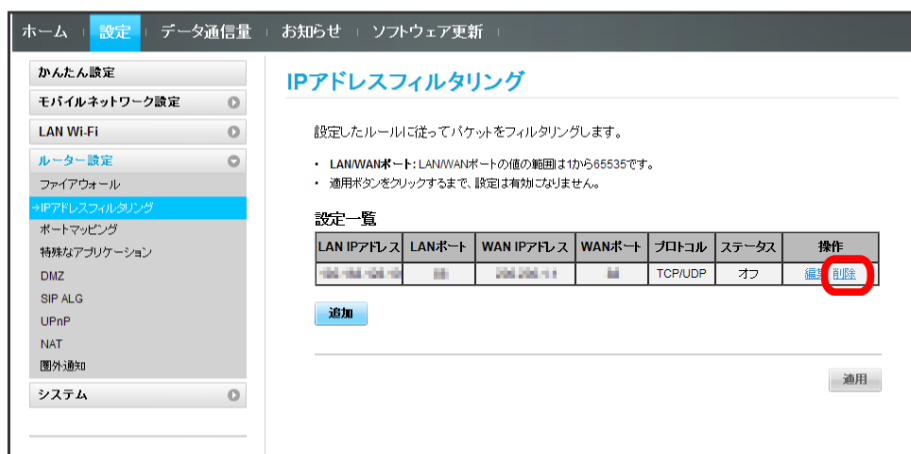 ホーム 設定 データ通信量 お知らせ ソフトウェア更新
かんたん設定
モバイルネットワーク設定
LAN Wi-Fi
ルーター設定
ファイアウォール
→IPアドレスフィルタリング
ポートマッピング
特殊なアプリケーション
DMZ
SIP ALG
UPnP
NAT
圏外通知
システム
IPアドレスフィルタリング
設定したルールに従ってパケットをフィルタリングします。
・ LAN/WANポート: LAN/WANポートの値の範囲は1から65535です。
・ 適用ボタンをクリックするまで、設定は有効になりません。
設定一覧
LAN IPアドレス LANポート WAN IPアドレス WANポート プロトコル ステータス 操作
TCP/UDP オフ 編集 削除
追加
適用